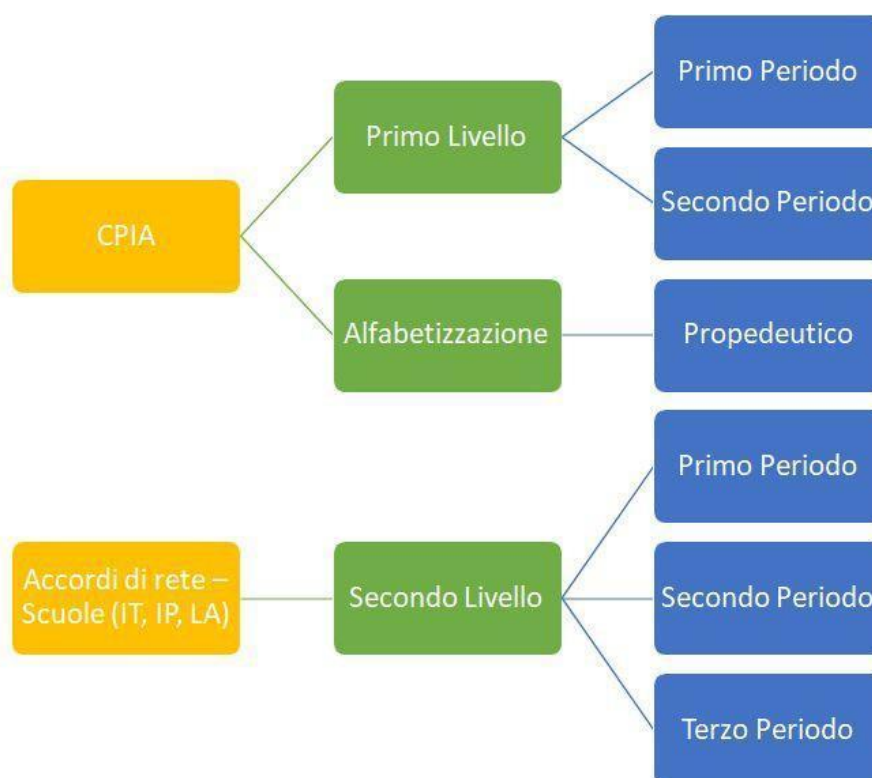 CPIA
Primo Livello
Primo Periodo
Secondo Periodo
Alfabetizzazione
Propedeutico
Accordi di rete –
Scuole (IT, IP, LA)
Secondo Livello
Primo Periodo
Secondo Periodo
Terzo Periodo